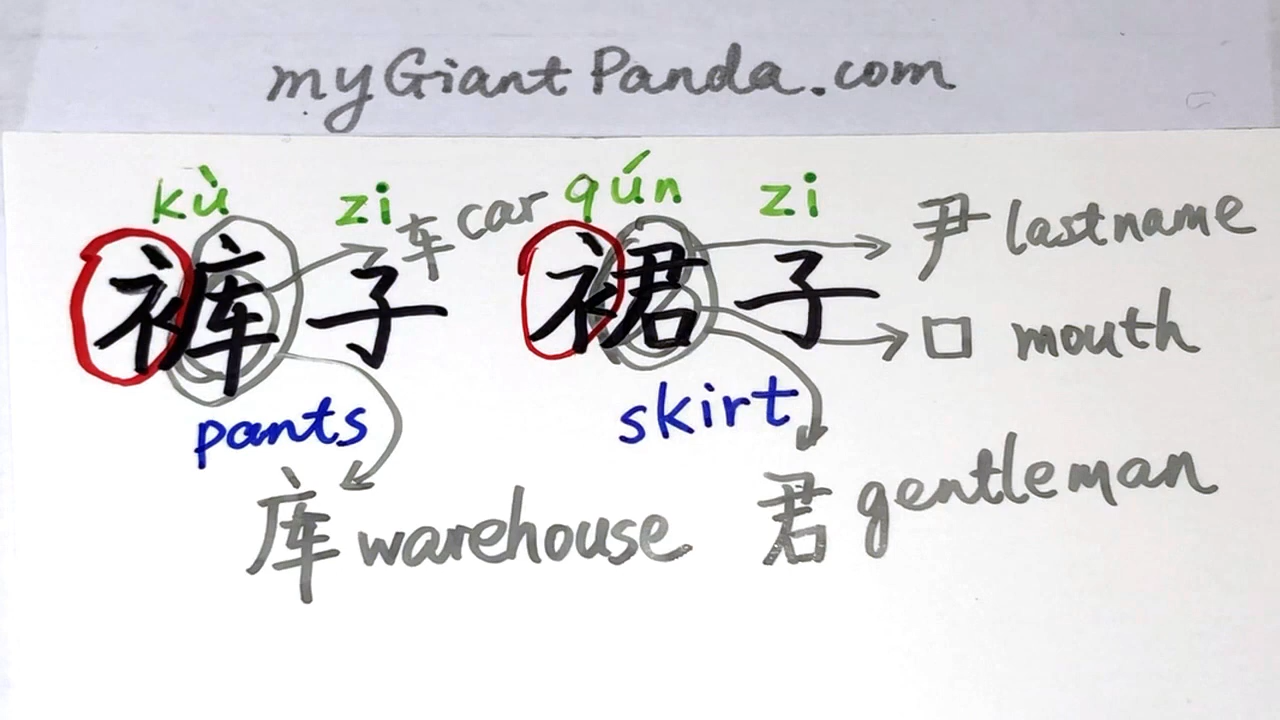 myGiantPanda.com
kù zi 车 car qún zi 尹 lastname
裤子 裙子 口 mouth
pants skirt
库 warehouse 君 gentleman